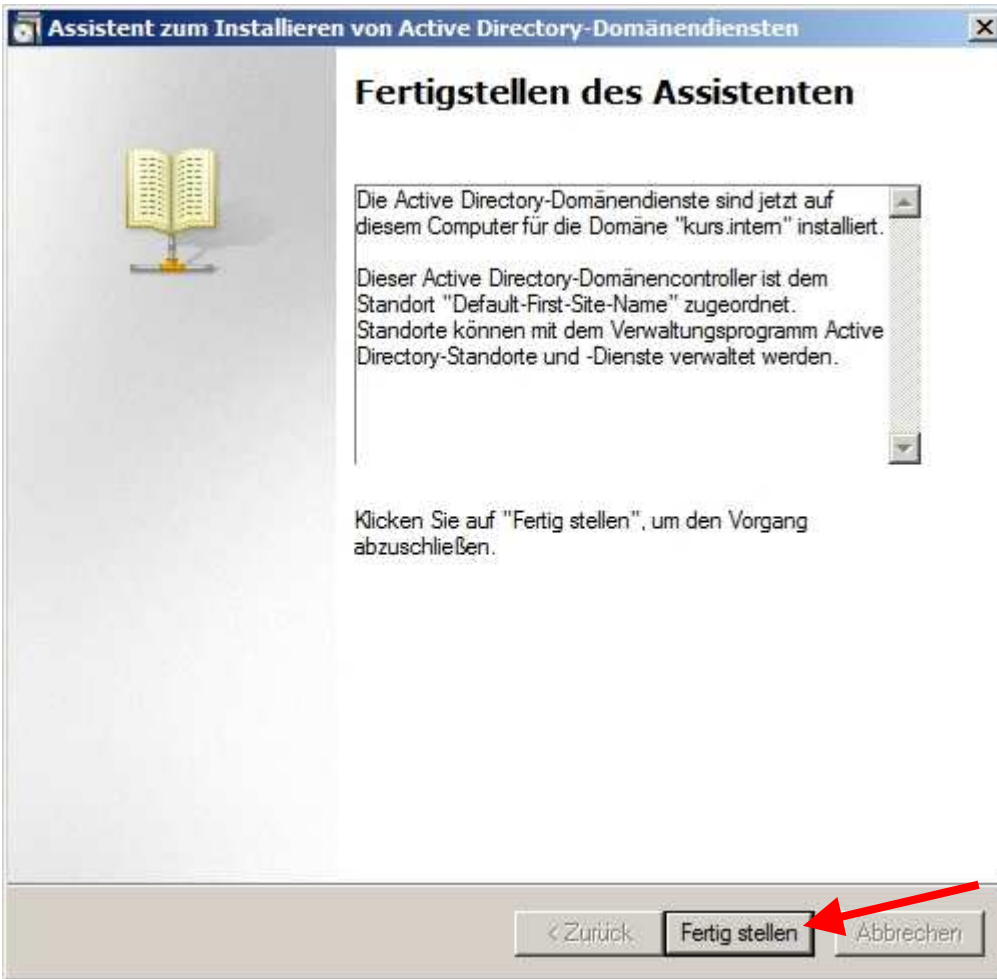 Assistent zum Installieren von Active Directory-Domänendiensten
Fertigstellen des Assistenten
Die Active Directory-Domänendienste sind jetzt auf
diesem Computer für die Domäne "kurs.intern" installiert.
Dieser Active Directory-Domänencontroller ist dem
Standort "Default-First-Site-Name" zugeordnet.
Standorte können mit dem Verwaltungsprogramm Active
Directory-Standorte und -Dienste verwaltet werden.
Klicken Sie auf "Fertig stellen", um den Vorgang
abzuschließen.
< Zurück Fertig stellen Abbrechen